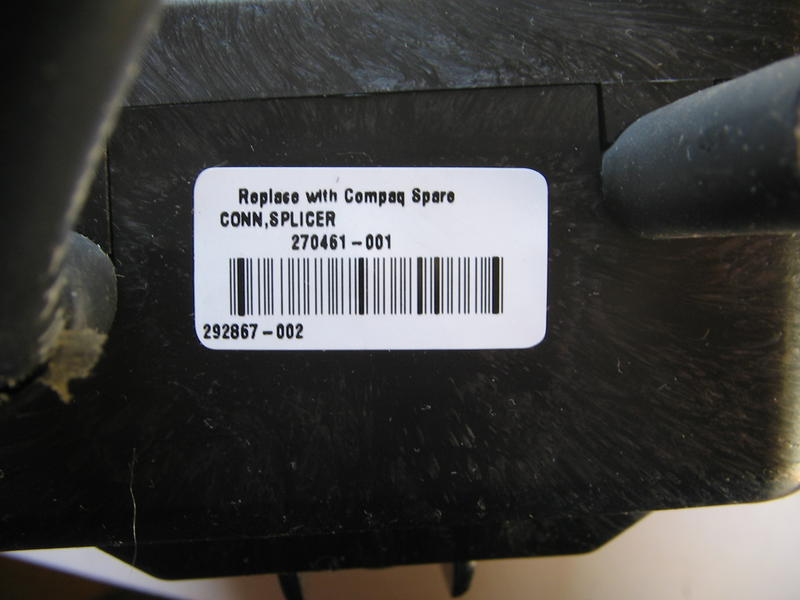 Replace with Compaq Spare
CONN,SPLICER
270461-001
292867-002